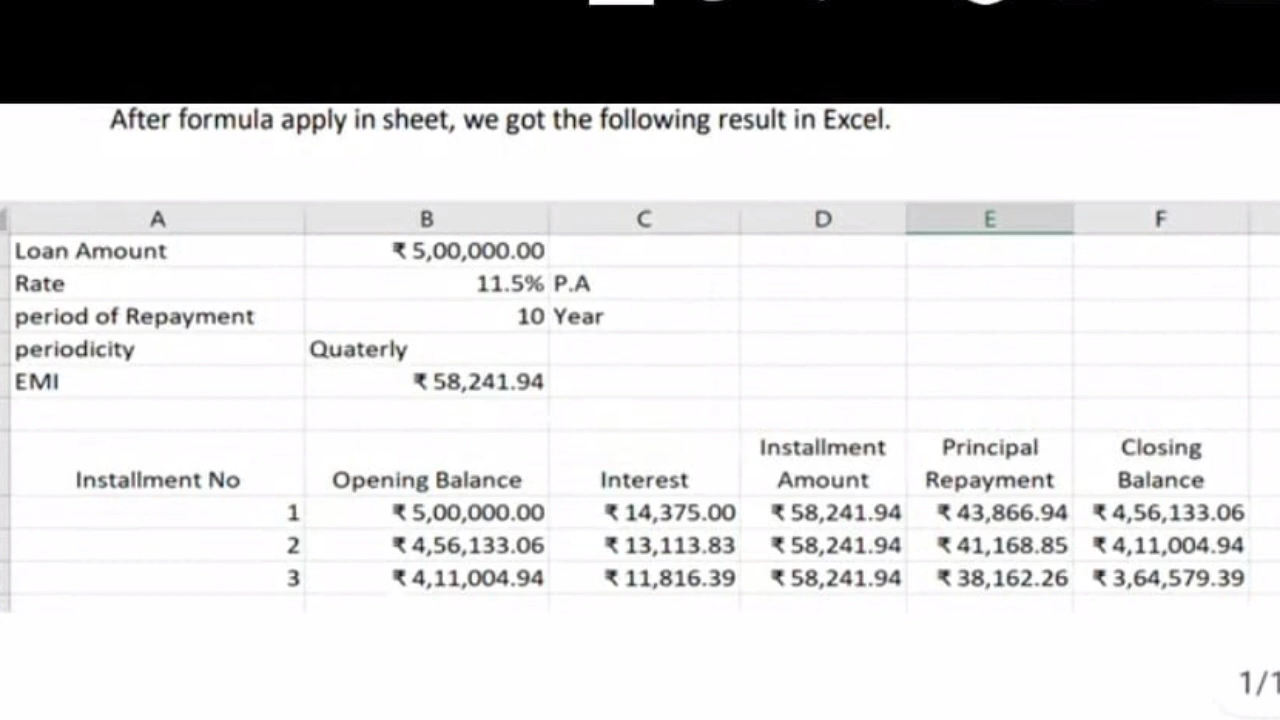 After formula apply in sheet, we got the following result in Excel.
A B C D E F
Loan Amount ₹ 5,00,000.00
Rate 11.5% P.A
period of Repayment 10 Year
periodicity Quaterly
EMI ₹ 58,241.94
Installment Principal Closing
Installment No Opening Balance Interest Amount Repayment Balance
1 ₹ 5,00,000.00 ₹ 14,375.00 ₹ 58,241.94 ₹ 43,866.94 ₹ 4,56,133.06
2 ₹ 4,56,133.06 ₹ 13,113.83 ₹ 58,241.94 ₹ 41,168.85 ₹ 4,11,004.94
3 ₹ 4,11,004.94 ₹ 11,816.39 ₹ 58,241.94 ₹ 38,162.26 ₹ 3,64,579.39
1/1